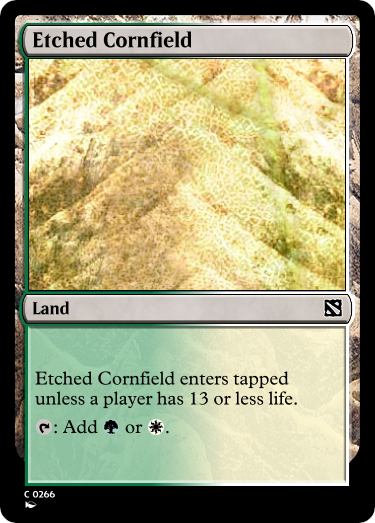 Etched Cornfield
Land
Etched Cornfield enters tapped
unless a player has 13 or less life.
: Add or .
C 0266